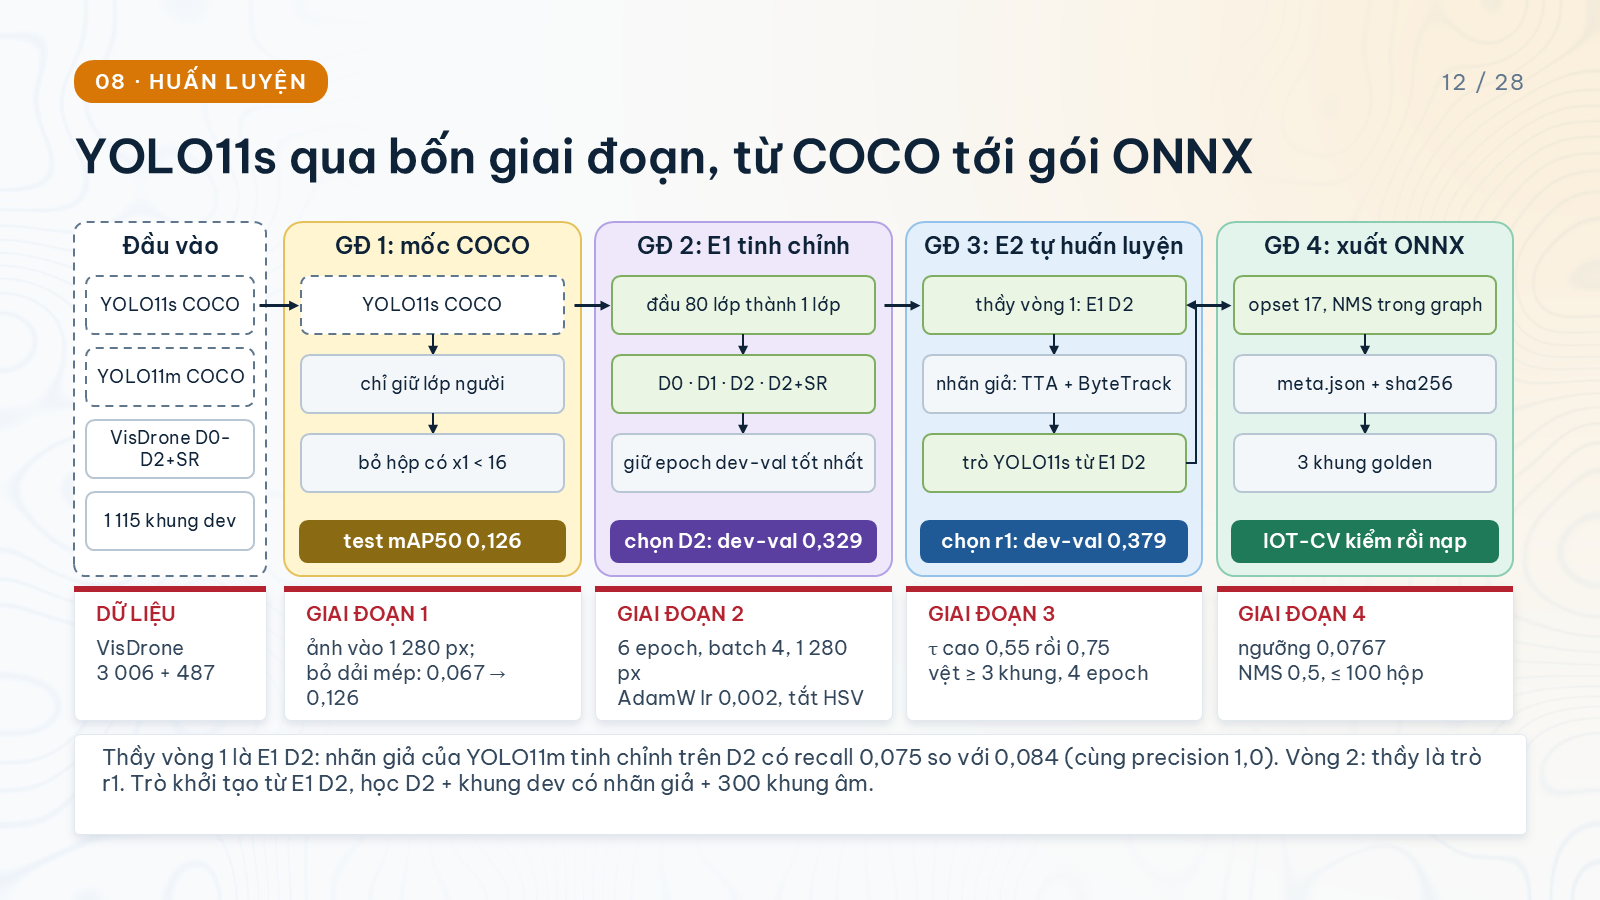 08 · HUẤN LUYỆN
12 / 28
YOLO11s qua bốn giai đoạn, từ COCO tới gói ONNX
Đầu vào
YOLO11s COCO
YOLO11m COCO
VisDrone D0-
D2+SR
1 115 khung dev
GĐ 1: mốc COCO
YOLO11s COCO
chỉ giữ lớp người
bỏ hộp có x1 < 16
test mAP50 0,126
GĐ 2: E1 tinh chỉnh
đầu 80 lớp thành 1 lớp
D0 · D1 · D2 · D2+SR
giữ epoch dev-val tốt nhất
chọn D2: dev-val 0,329
GĐ 3: E2 tự huấn luyện
thầy vòng 1: E1 D2
nhãn giả: TTA + ByteTrack
trò YOLO11s từ E1 D2
chọn r1: dev-val 0,379
GĐ 4: xuất ONNX
opset 17, NMS trong graph
meta.json + sha256
3 khung golden
IOT-CV kiểm rồi nạp
DỮ LIỆU
VisDrone
3 006 + 487
GIAI ĐOẠN 1
ảnh vào 1 280 px;
bỏ dải mép: 0,067 →
0,126
GIAI ĐOẠN 2
6 epoch, batch 4, 1 280
px
AdamW lr 0,002, tắt HSV
GIAI ĐOẠN 3
τ cao 0,55 rồi 0,75
vệt ≥ 3 khung, 4 epoch
GIAI ĐOẠN 4
ngưỡng 0,0767
NMS 0,5, ≤ 100 hộp
Thầy vòng 1 là E1 D2: nhãn giả của YOLO11m tinh chỉnh trên D2 có recall 0,075 so với 0,084 (cùng precision 1,0). Vòng 2: thầy là trò
r1. Trò khởi tạo từ E1 D2, học D2 + khung dev có nhãn giả + 300 khung âm.